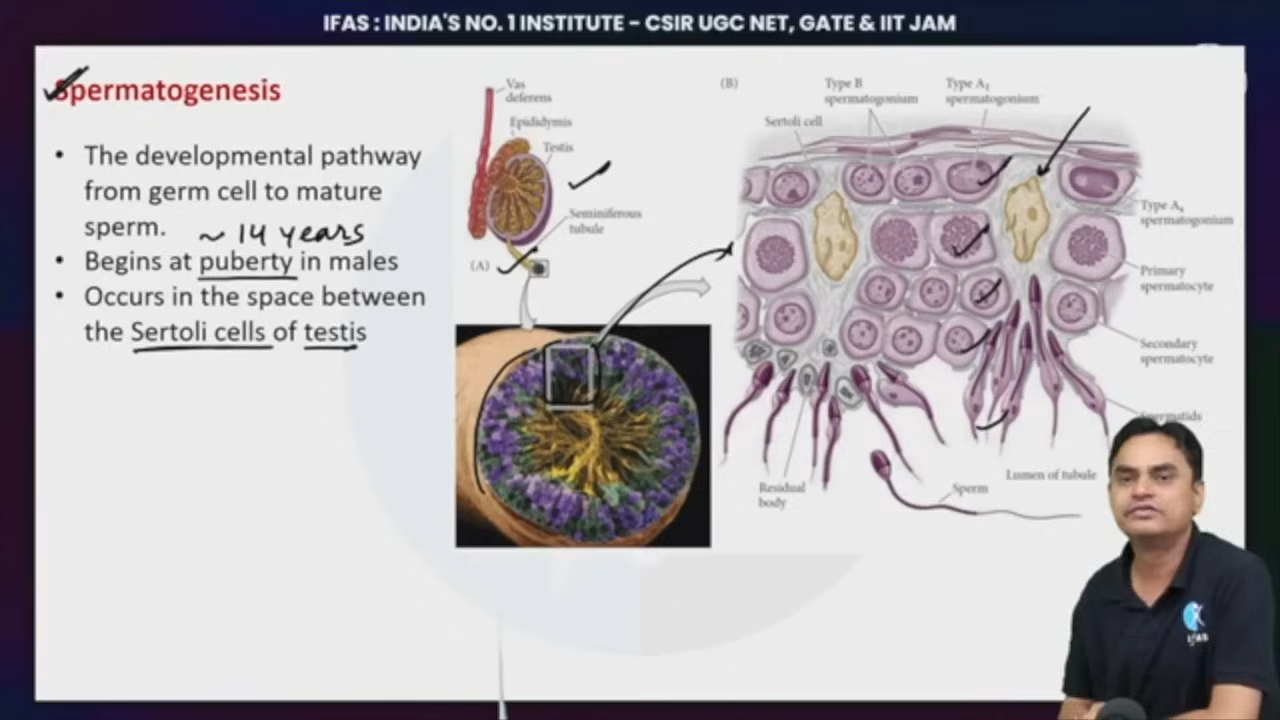 IFAS : INDIA'S NO. 1 INSTITUTE - CSIR UGC NET, GATE & IIT JAM
Spermatogenesis
• The developmental pathway
from germ cell to mature
sperm.
~ 14 years
• Begins at puberty in males
• Occurs in the space between
the Sertoli cells of testis
Vas
deferens
Epididymis
Testis
Seminiferous
tubule
(A)
(B)
Type B
spermatogonium
Type A1
spermatogonium
Sertoli cell
Type
spermatogonium
Primary
spermatocyte
Secondary
spermatocyte
Spermatids
Lumen of tubule
Residual
body
Sperm